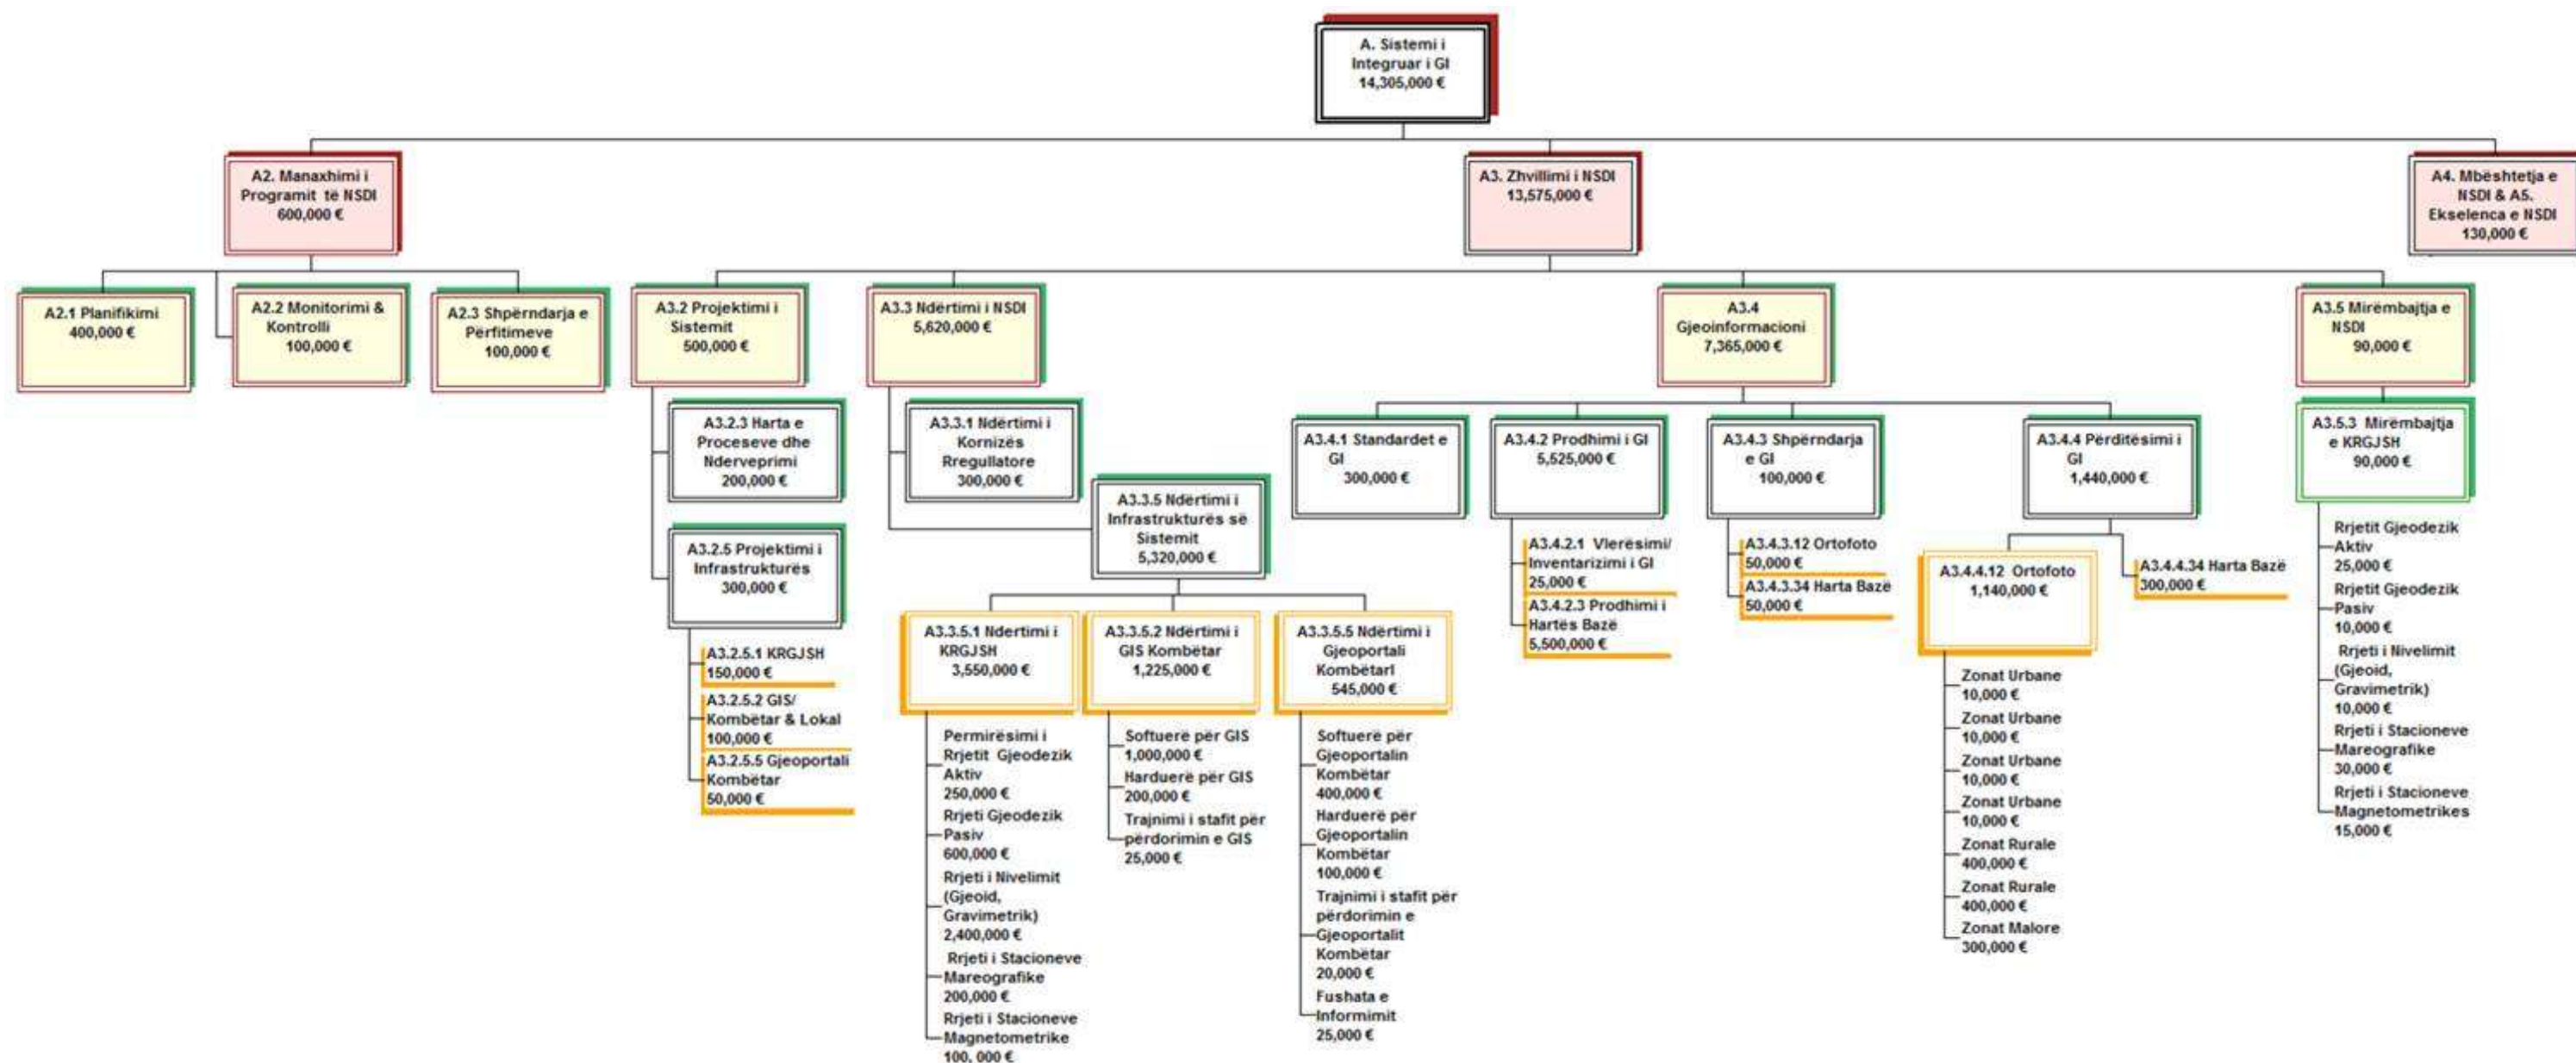 A. Sistemi i
Integruar i GI
14,305,000 €
A2. Manaxhimi i
Programit të NSDI
600,000 €
A3. Zhvillimi i NSDI
13,575,000 €
A4. Mbështetja e
NSDI & A5.
Ekselenca e NSDI
130,000 €
A2.1 Planifikimi
400,000 €
A2.2 Monitorimi &
Kontrolli
100,000 €
A2.3 Shpërndarja e
Përfitimeve
100,000 €
A3.2 Projektimi i
Sistemit
500,000 €
A3.3 Ndërtimi i NSDI
5,620,000 €
A3.4
Gjeoinformacioni
7,365,000 €
A3.5 Mirëmbajtja e
NSDI
90,000 €
A3.2.3 Harta e
Proceseve dhe
Nderveprimi
200,000 €
A3.2.5 Projektimi i
Infrastrukturës
300,000 €
A3.2.5.1 KRGJSH
150,000 €
A3.2.5.2 GIS/
Kombëtar & Lokal
100,000 €
A3.2.5.5 Gjeoportali
Kombëtar
50,000 €
A3.3.1 Ndërtimi i
Kornizës
Rregullatore
300,000 €
A3.3.5 Ndërtimi i
Infrastrukturës së
Sistemit
5,320,000 €
A3.3.5.1 Ndertimi i
KRGJSH
3,550,000 €
Permirësimi i
Rrjetit Gjeodezik
Aktiv
250,000 €
Rrjeti Gjeodezik
Pasiv
600,000 €
Rrjeti i Nivelimit
(Gjeoid,
Gravimetrik)
2,400,000 €
Rrjeti i Stacioneve
Mareografike
200,000 €
Rrjeti i Stacioneve
Magnetometrike
100, 000 €
A3.3.5.2 Ndërtimi i
GIS Kombëtar
1,225,000 €
Softuerë për GIS
1,000,000 €
Harduerë për GIS
200,000 €
Trajnimi i stafit për
përdorimin e GIS
25,000 €
A3.3.5.5 Ndërtimi i
Gjeoportali
KombëtarI
545,000 €
Softuerë për
Gjeoportalin
Kombëtar
400,000 €
Harduerë për
Gjeoportalin
Kombëtar
100,000 €
Trajnimi i stafit për
përdorimin e
Gjeoportalit
Kombëtar
20,000 €
Fushata e
Informimit
25,000 €
A3.4.1 Standardet e
GI
300,000 €
A3.4.2 Prodhimi i GI
5,525,000 €
A3.4.2.1 Vlerësimi/
Inventarizimi i GI
25,000 €
A3.4.2.3 Prodhimi i
Hartës Bazë
5,500,000 €
A3.4.3 Shpërndarja
e GI
100,000 €
A3.4.3.12 Ortofoto
50,000 €
A3.4.3.34 Harta Bazë
50,000 €
A3.4.4 Përditësimi i
GI
1,440,000 €
A3.4.4.12 Ortofoto
1,140,000 €
Zonat Urbane
10,000 €
Zonat Urbane
10,000 €
Zonat Urbane
10,000 €
Zonat Urbane
10,000 €
Zonat Rurale
400,000 €
Zonat Rurale
400,000 €
Zonat Malore
300,000 €
A3.4.4.34 Harta Bazë
300,000 €
A3.5.3 Mirëmbajtja
e KRGJSH
90,000 €
Rrjetit Gjeodezik
Aktiv
25,000 €
Rrjetit Gjeodezik
Pasiv
10,000 €
Rrjeti i Nivelimit
(Gjeoid,
Gravimetrik)
10,000 €
Rrjeti i Stacioneve
Mareografike
30,000 €
Rrjeti i Stacioneve
Magnetometrikes
15,000 €